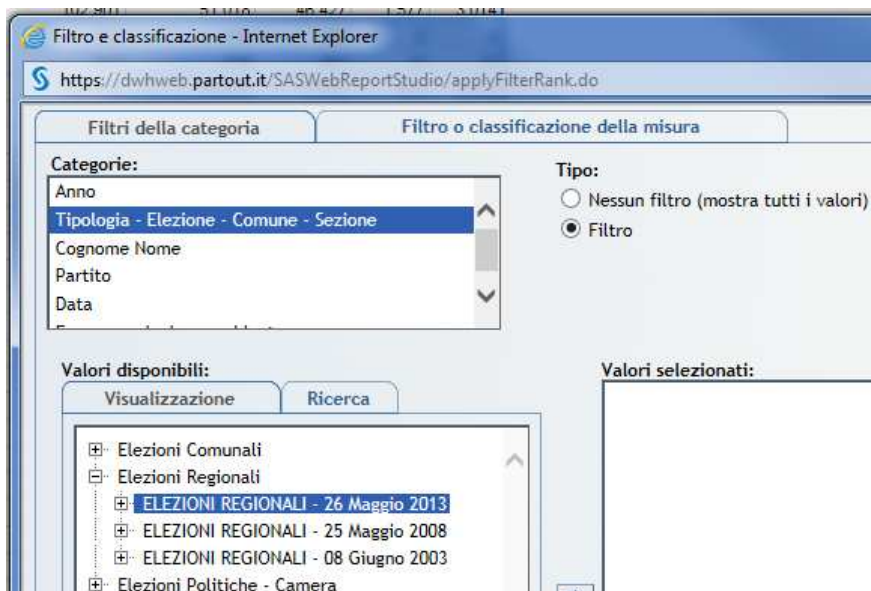 Filtro e classificazione - Internet Explorer
https://dwhweb.partout.it/SASWebReportStudio/applyFilterRank.do
Filtri della categoria
Filtro o classificazione della misura
Categorie:
Anno
Tipologia - Elezione - Comune - Sezione
Cognome Nome
Partito
Data
Tipo:
Nessun filtro (mostra tutti i valori)
Filtro
Valori disponibili:
Visualizzazione
Ricerca
Elezioni Comunali
Elezioni Regionali
ELEZIONI REGIONALI - 26 Maggio 2013
ELEZIONI REGIONALI - 25 Maggio 2008
ELEZIONI REGIONALI - 08 Giugno 2003
Elezioni Politiche - Camera
Valori selezionati: